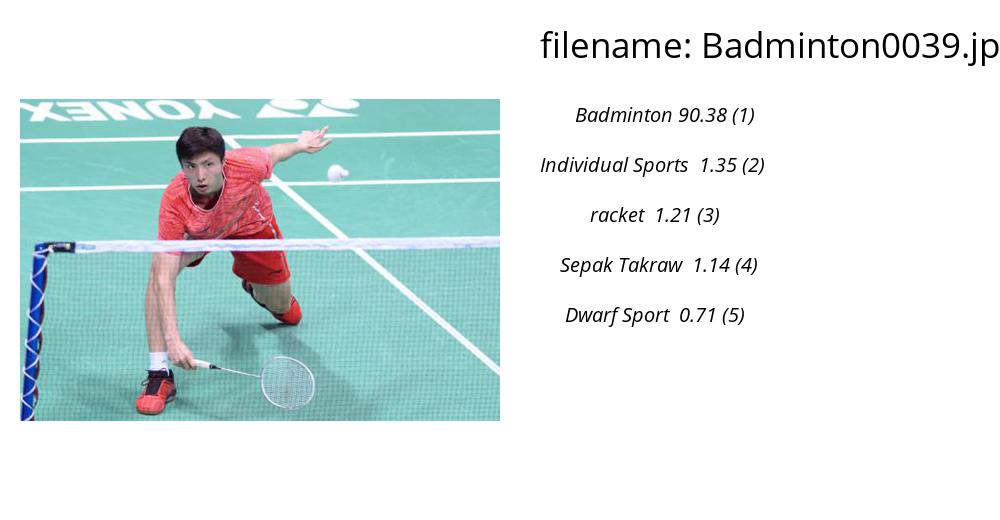 filename: Badminton0039.jp
YONEX
Badminton 90.38 (1)
Individual Sports 1.35 (2)
racket 1.21 (3)
Sepak Takraw 1.14 (4)
Dwarf Sport 0.71 (5)